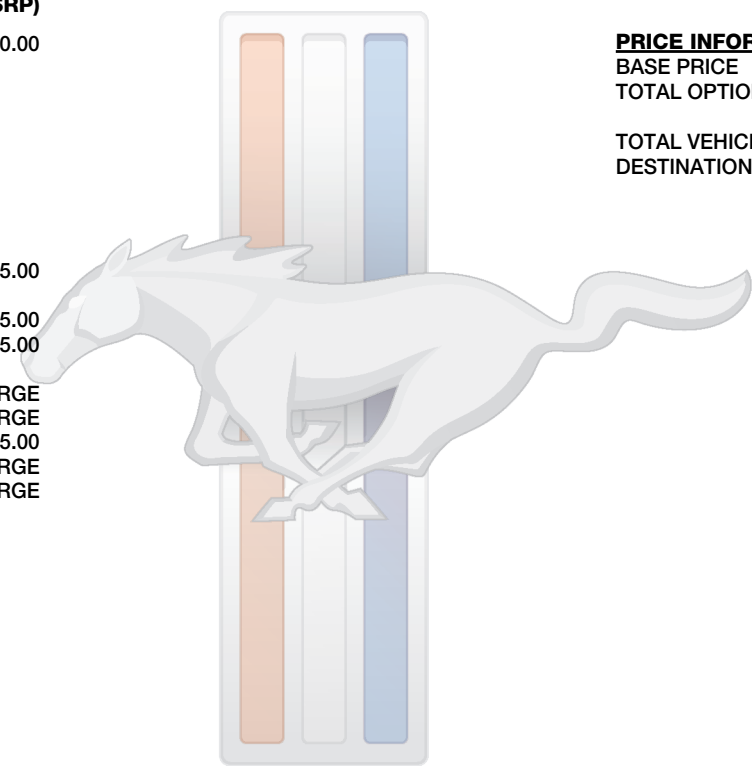 SRP)
0.00
5.00
5.00
5.00
RGE
RGE
5.00
RGE
RGE
PRICE INFOR
BASE PRICE
TOTAL OPTIO
TOTAL VEHICL
DESTINATION